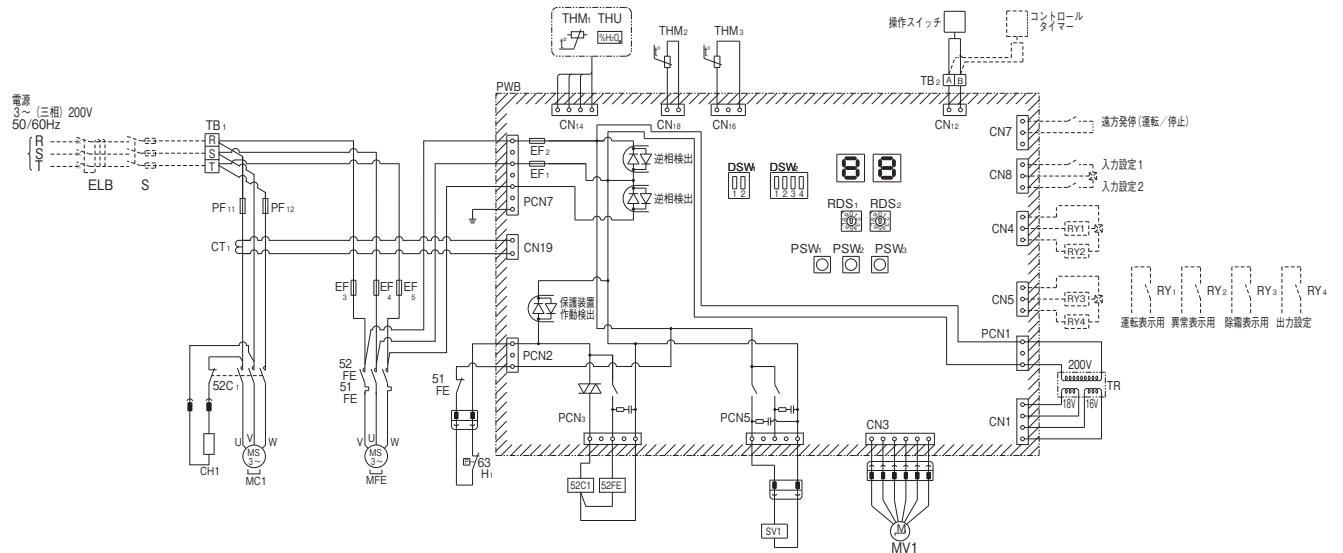 THM₁ THU
t°
%H₂O
THM₂
t°
THM₃
t°
操作スイッチ
コントロール
タイマー
TB₂
A B
PWB
CN14
CN18
CN16
CN12
電源
3～ (三相) 200V
50/60Hz
R
S
T
ELB
S
TB₁
R
S
T
PF₁₁
PF₁₂
CT₁
EF₂
EF₁
PCN7
逆相検出
逆相検出
CN19
DSW₁
1 2
DSW₂
1 2 3 4
8 8
RDS₁
RDS₂
0
0
PSW₁
PSW₂
PSW₃
CN7
遠方発停(運転／停止)
CN8
入力設定1
入力設定2
CN4
RY1
RY2
CN5
RY3
RY4
RY₁
RY₂
RY₃
RY₄
運転表示用
異常表示用
除霜表示用
出力設定
EF₃
EF₄
EF₅
保護装置
作動検出
PCN2
PCN1
200V
TR
18V
16V
CN1
52C₁
52
FE
51
FE
51
FE
PCN₃
PCN5
CN3
U
V
W
MS
3～
MC1
CH1
V
U
W
MS
3～
MFE
P
63
H₁
52C1
52FE
SV1
M
MV1